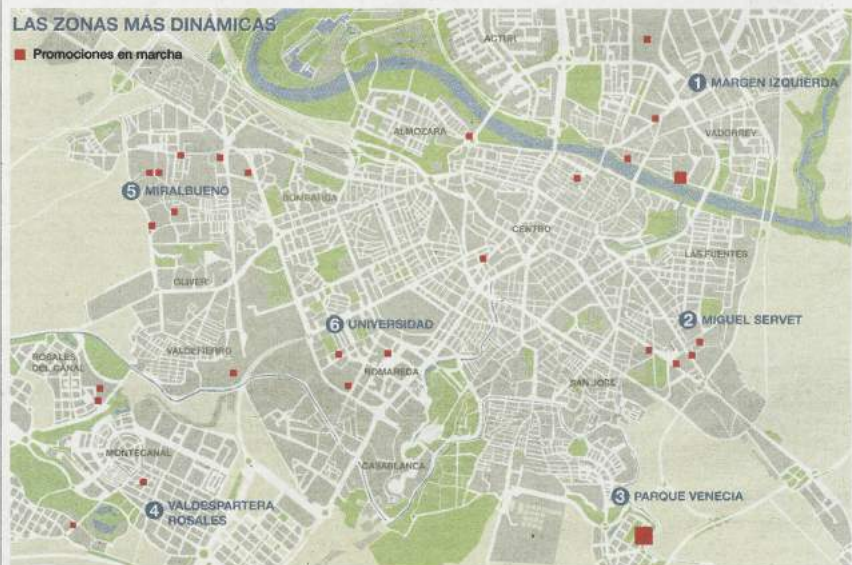 LAS ZONAS MÁS DINÁMICAS
Promociones en marcha
ACTUR
1 MARGEN IZQUIERDA
ALMOZARA
VADORREY
5 MIRALBUENO
CENTRO
LAS FUENTES
OLIVER
6 UNIVERSIDAD
2 MIGUEL SERVET
VALDEFIERRO
ROSALES
DEL CANAL
ROMAREDA
SAN JOSÉ
MONTECANAL
CASABLANCA
4 VALDESPARTERA
ROSALES
3 PARQUE VENECIA